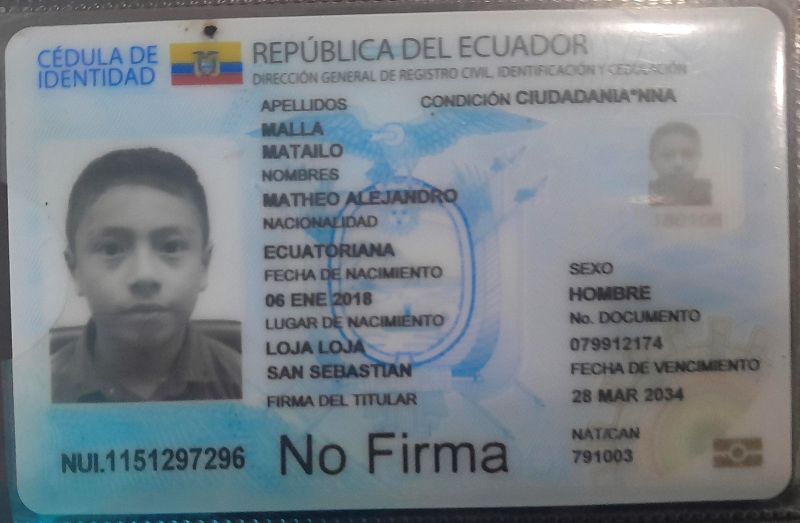 CÉDULA DE
IDENTIDAD
REPÚBLICA DEL ECUADOR
DIRECCIÓN GENERAL DE REGISTRO CIVIL, IDENTIFICACIÓN Y CEDULACIÓN
APELLIDOS
CONDICIÓN CIUDADANIA*NNA
MALLA
MATAILO
NOMBRES
MATHEO ALEJANDRO
NACIONALIDAD
ECUATORIANA
FECHA DE NACIMIENTO
06 ENE 2018
LUGAR DE NACIMIENTO
LOJA LOJA
SAN SEBASTIAN
FIRMA DEL TITULAR
SEXO
HOMBRE
No. DOCUMENTO
079912174
FECHA DE VENCIMIENTO
28 MAR 2034
NAT/CAN
791003
NUI.1151297296
No Firma